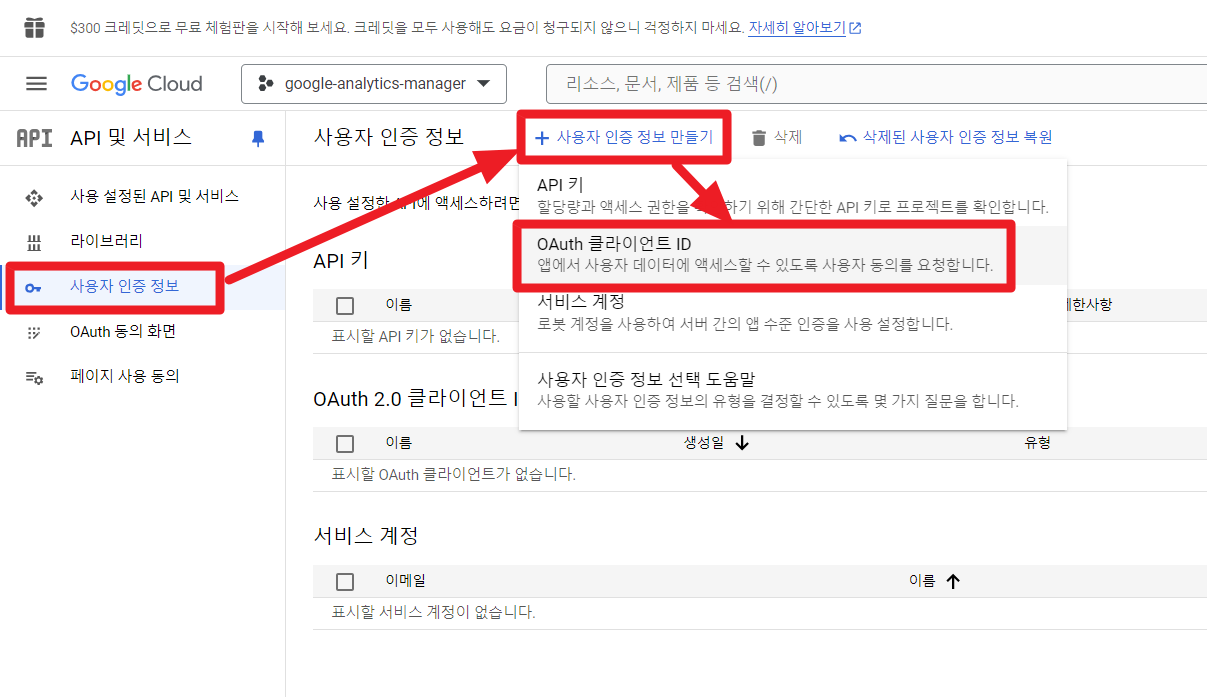 $300 크레딧으로 무료 체험판을 시작해 보세요. 크레딧을 모두 사용해도 요금이 청구되지 않으니 걱정하지 마세요. 자세히 알아보기
Google Cloud
google-analytics-manager
리소스, 문서, 제품 등 검색(/)
API
API 및 서비스
사용 설정된 API 및 서비스
라이브러리
사용자 인증 정보
OAuth 동의 화면
페이지 사용 동의
사용자 인증 정보
+ 사용자 인증 정보 만들기
삭제
삭제된 사용자 인증 정보 복원
API 키
할당량과 액세스 권한을 하기 위해 간단한 API 키로 프로젝트를 확인합니다.
OAuth 클라이언트 ID
앱에서 사용자 데이터에 액세스할 수 있도록 사용자 동의를 요청합니다.
서비스 계정
로봇 계정을 사용하여 서버 간의 앱 수준 인증을 사용 설정합니다.
사용자 인증 정보 선택 도움말
사용할 사용자 인증 정보의 유형을 결정할 수 있도록 몇 가지 질문을 합니다.
사용 설정한 API에 액세스하려면
API 키
이름
제한사항
표시할 API 키가 없습니다.
OAuth 2.0 클라이언트 I
이름 생성일 유형
표시할 OAuth 클라이언트가 없습니다.
서비스 계정
이메일 이름
표시할 서비스 계정이 없습니다.